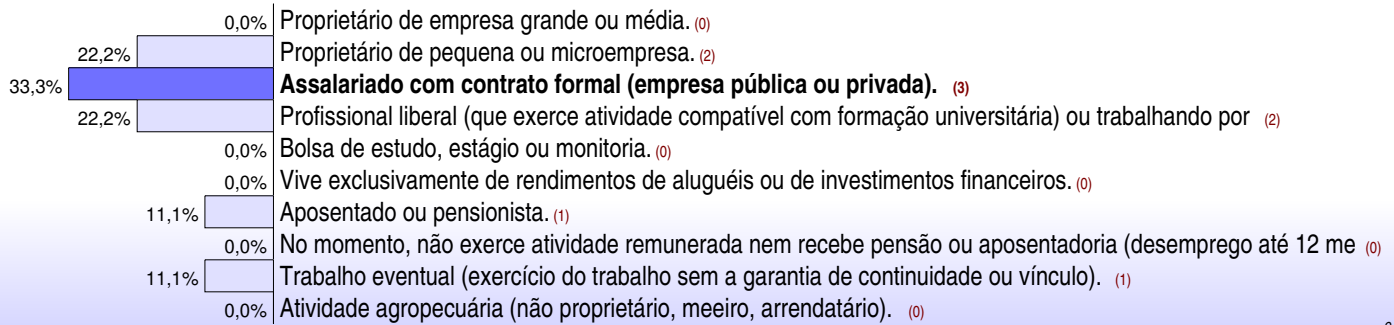 0,0% Proprietário de empresa grande ou média. (0)
22,2% Proprietário de pequena ou microempresa. (2)
33,3% Assalariado com contrato formal (empresa pública ou privada). (3)
22,2% Profissional liberal (que exerce atividade compatível com formação universitária) ou trabalhando por (2)
0,0% Bolsa de estudo, estágio ou monitoria. (0)
0,0% Vive exclusivamente de rendimentos de aluguéis ou de investimentos financeiros. (0)
11,1% Aposentado ou pensionista. (1)
0,0% No momento, não exerce atividade remunerada nem recebe pensão ou aposentadoria (desemprego até 12 me (0)
11,1% Trabalho eventual (exercício do trabalho sem a garantia de continuidade ou vínculo). (1)
0,0% Atividade agropecuária (não proprietário, meeiro, arrendatário). (0)